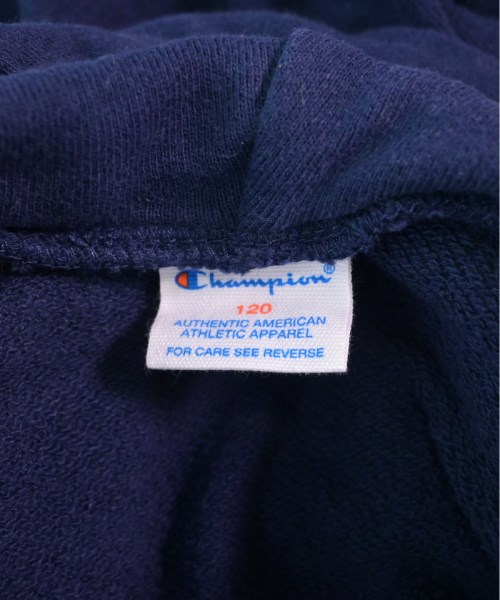 Champion®
120
AUTHENTIC AMERICAN
ATHLETIC APPAREL
FOR CARE SEE REVERSE